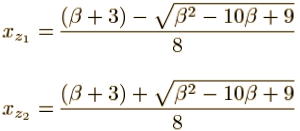 x_{z_1} = \frac{(\beta + 3) - \sqrt{\beta^2 - 10\beta + 9}}{8}
x_{z_2} = \frac{(\beta + 3) + \sqrt{\beta^2 - 10\beta + 9}}{8}